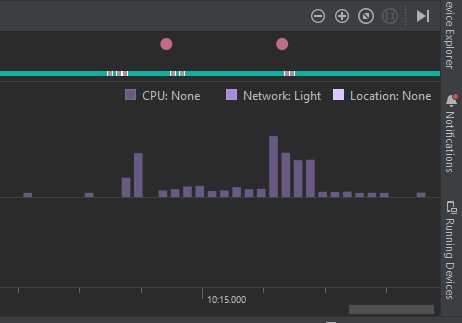 evice Explorer
CPU: None
Network: Light
Location: None
Notifications
Running Devices
10:15.000